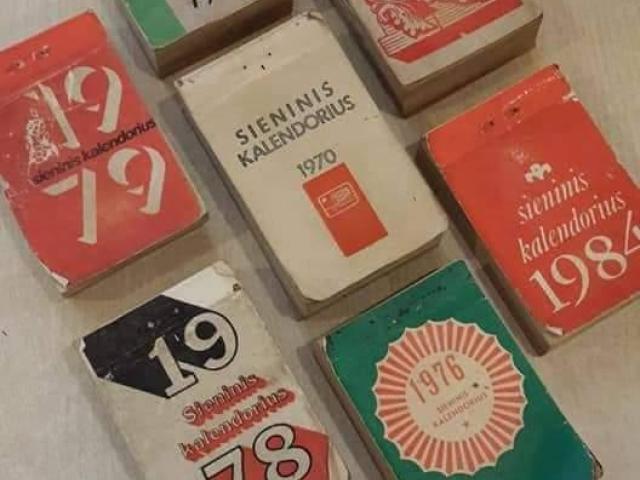 19
sieninis kalendorius
79
SIENINIS
KALENDORIUS
1970
sieninis
kalendorius
1984
19
Sieninis
kalendorius
78
1976
SIENINIS
KALENDORIUS